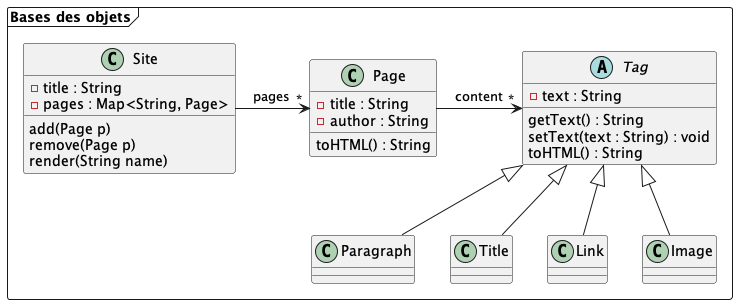 Bases des objets
C Site
title : String
pages : Map<String, Page>
add(Page p)
remove(Page p)
render(String name)
pages *
C Page
title : String
author : String
toHTML() : String
content *
A Tag
text : String
getText() : String
setText(text : String) : void
toHTML() : String
C Paragraph
C Title
C Link
C Image